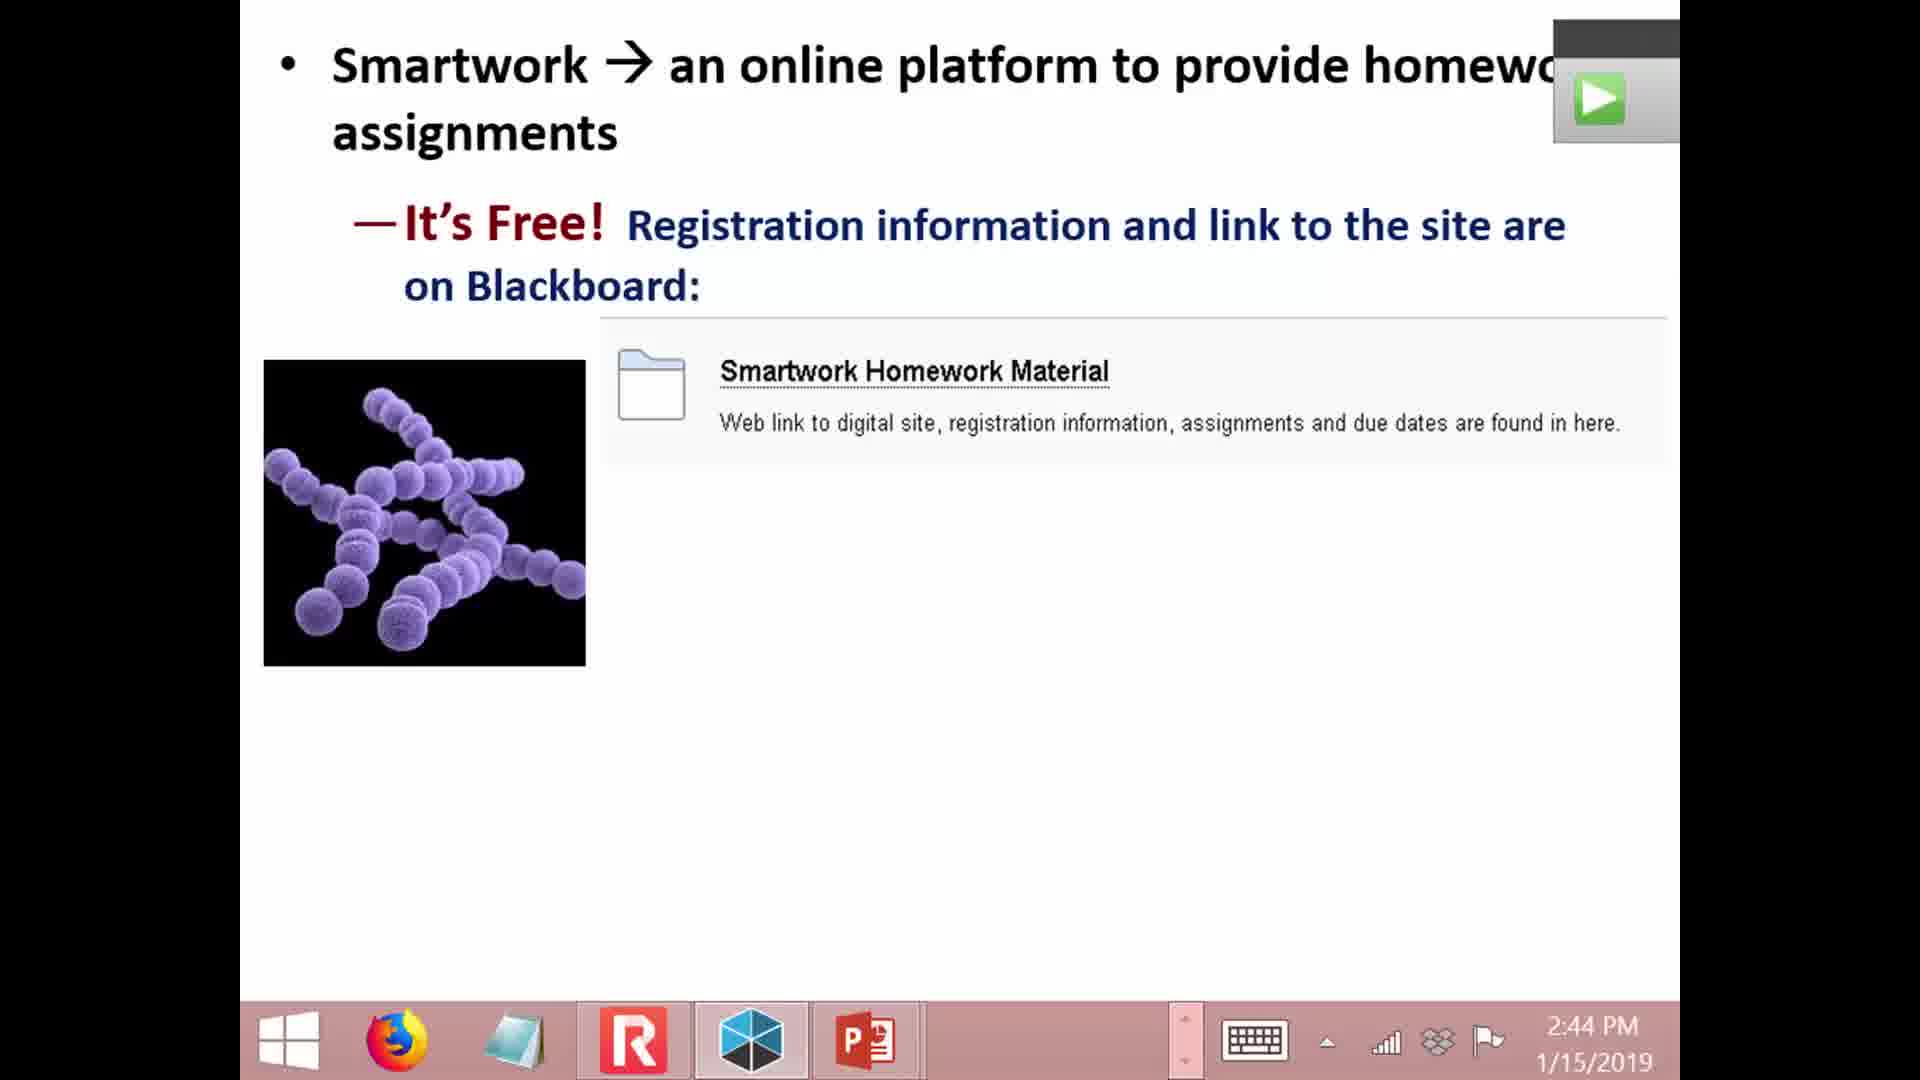 • Smartwork → an online platform to provide homewo
assignments
—It's Free! Registration information and link to the site are
on Blackboard:
Smartwork Homework Material
Web link to digital site, registration information, assignments and due dates are found in here.
2:44 PM
1/15/2019